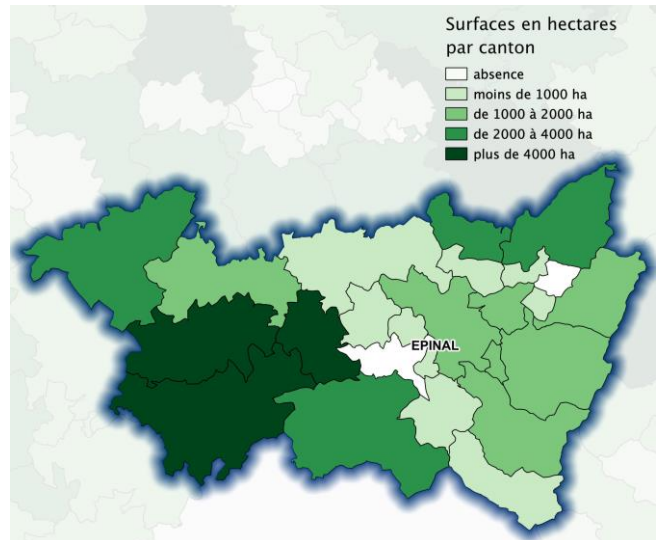 Surfaces en hectares
par canton
absence
moins de 1000 ha
de 1000 à 2000 ha
de 2000 à 4000 ha
plus de 4000 ha
EPINAL